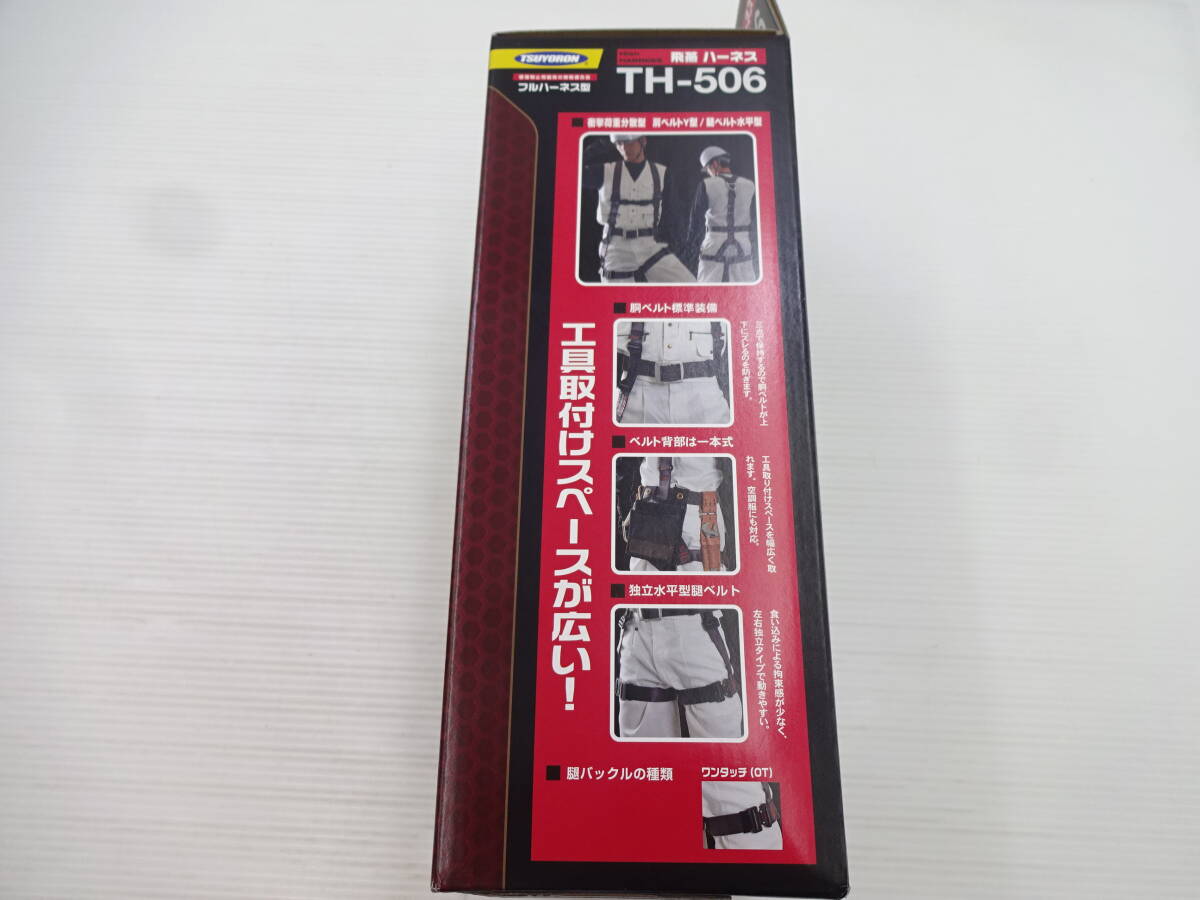 TSUYORON
フルハーネス型
飛蔦 ハーネス
TH-506
■ 衝撃荷重分散型 肩ベルトY型/腿ベルト水平型
■ 胴ベルト標準装備
三点で保持するので胴ベルトが上
下にズレるのを防ぎます。
工具取付けスペースが広い!
■ ベルト背部は一本式
工具取り付けスペースを幅広く取
れます。空調服にも対応。
■ 独立水平型腿ベルト
食い込みによる拘束感が少なく、
左右独立タイプで動きやすい。
■ 腿バックルの種類
ワンタッチ(OT)